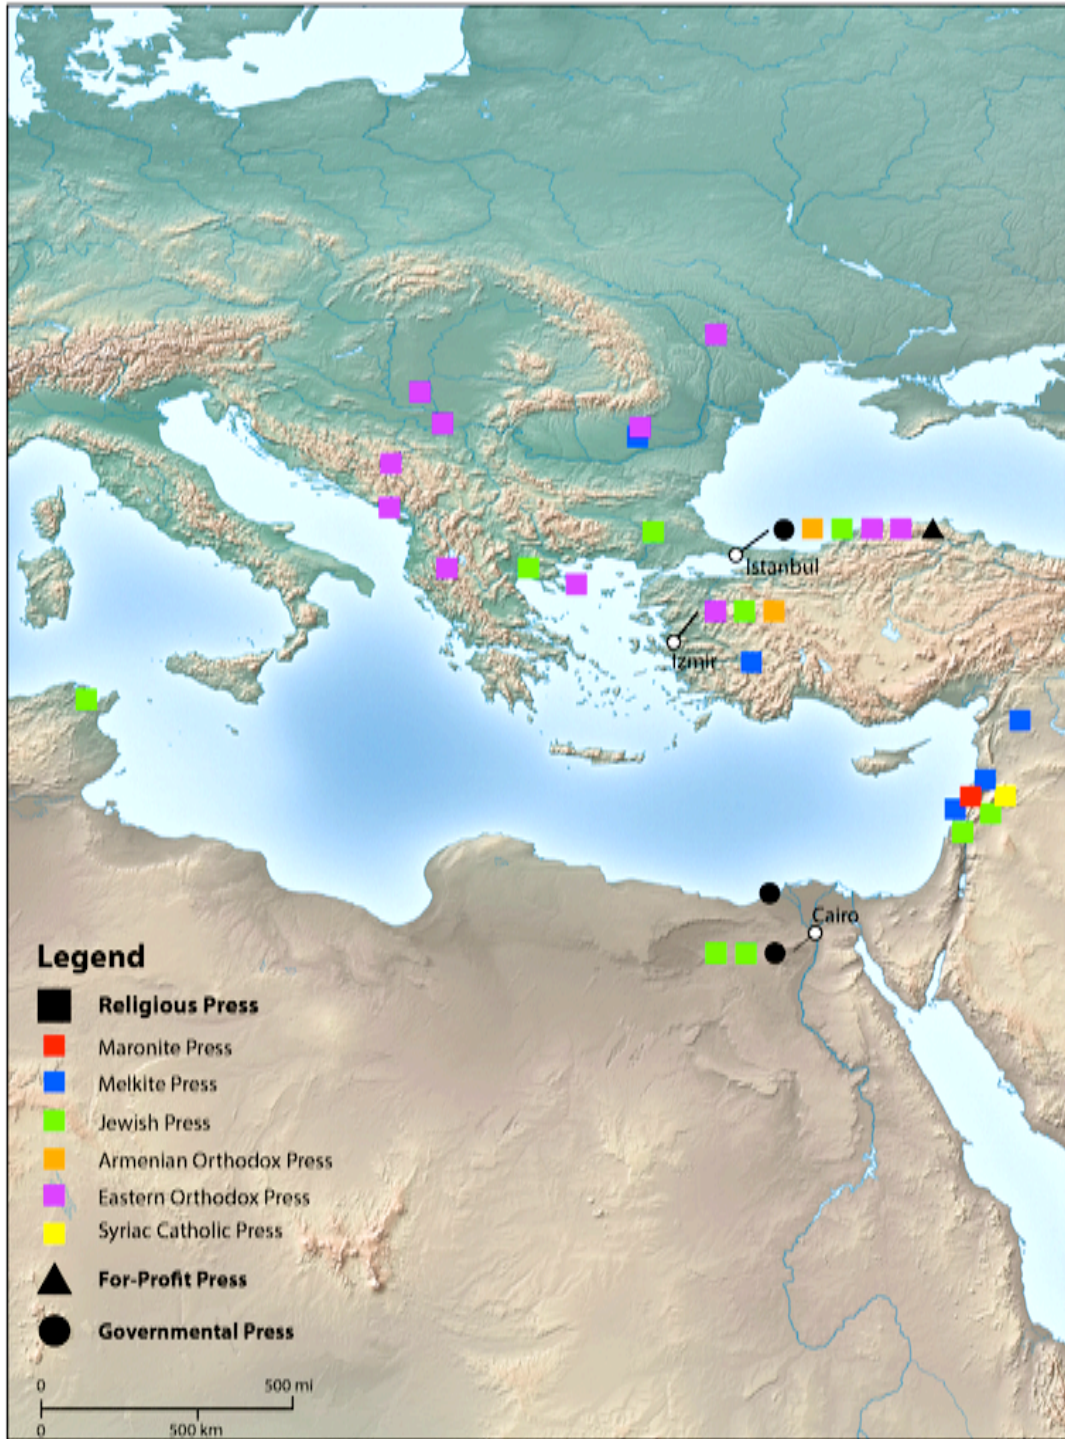 Istanbul
Izmir
Cairo
Legend
Religious Press
Maronite Press
Melkite Press
Jewish Press
Armenian Orthodox Press
Eastern Orthodox Press
Syriac Catholic Press
For-Profit Press
Governmental Press
0 500 mi
0 500 km